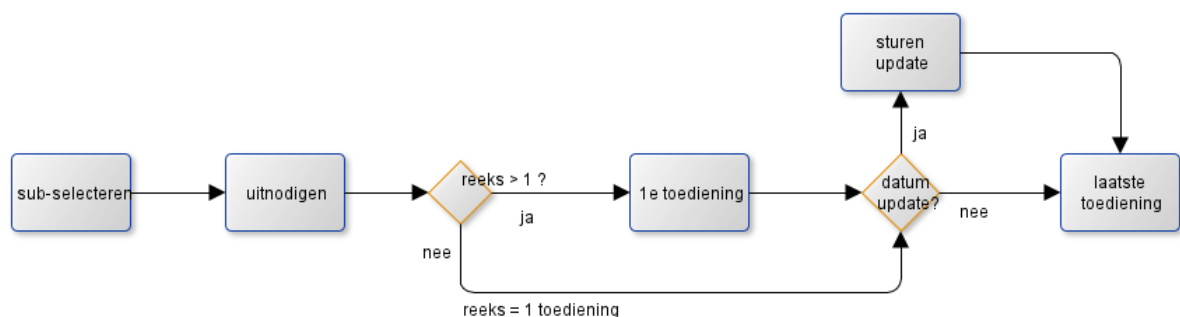 sub-selecteren
uitnodigen
reeks > 1 ?
ja
nee
reeks = 1 toediening
1e toediening
datum
update?
ja
nee
sturen
update
laatste
toediening